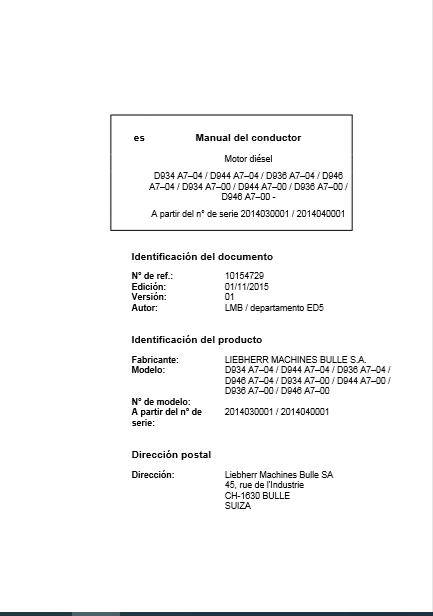 es Manual del conductor
Motor diésel
D934 A7–04 / D944 A7–04 / D936 A7–04 / D946
A7–04 / D934 A7–00 / D944 A7–00 / D936 A7–00 /
D946 A7–00 -
A partir del n° de serie 2014030001 / 2014040001
Identificación del documento
N° de ref.: 10154729
Edición: 01/11/2015
Versión: 01
Autor: LMB / departamento ED5
Identificación del producto
Fabricante: LIEBHERR MACHINES BULLE S.A.
Modelo: D934 A7–04 / D944 A7–04 / D936 A7–04 /
D946 A7–04 / D934 A7–00 / D944 A7–00 /
D936 A7–00 / D946 A7–00
N° de modelo:
A partir del n° de 2014030001 / 2014040001
serie:
Dirección postal
Dirección: Liebherr Machines Bulle SA
45, rue de l'Industrie
CH-1630 BULLE
SUIZA